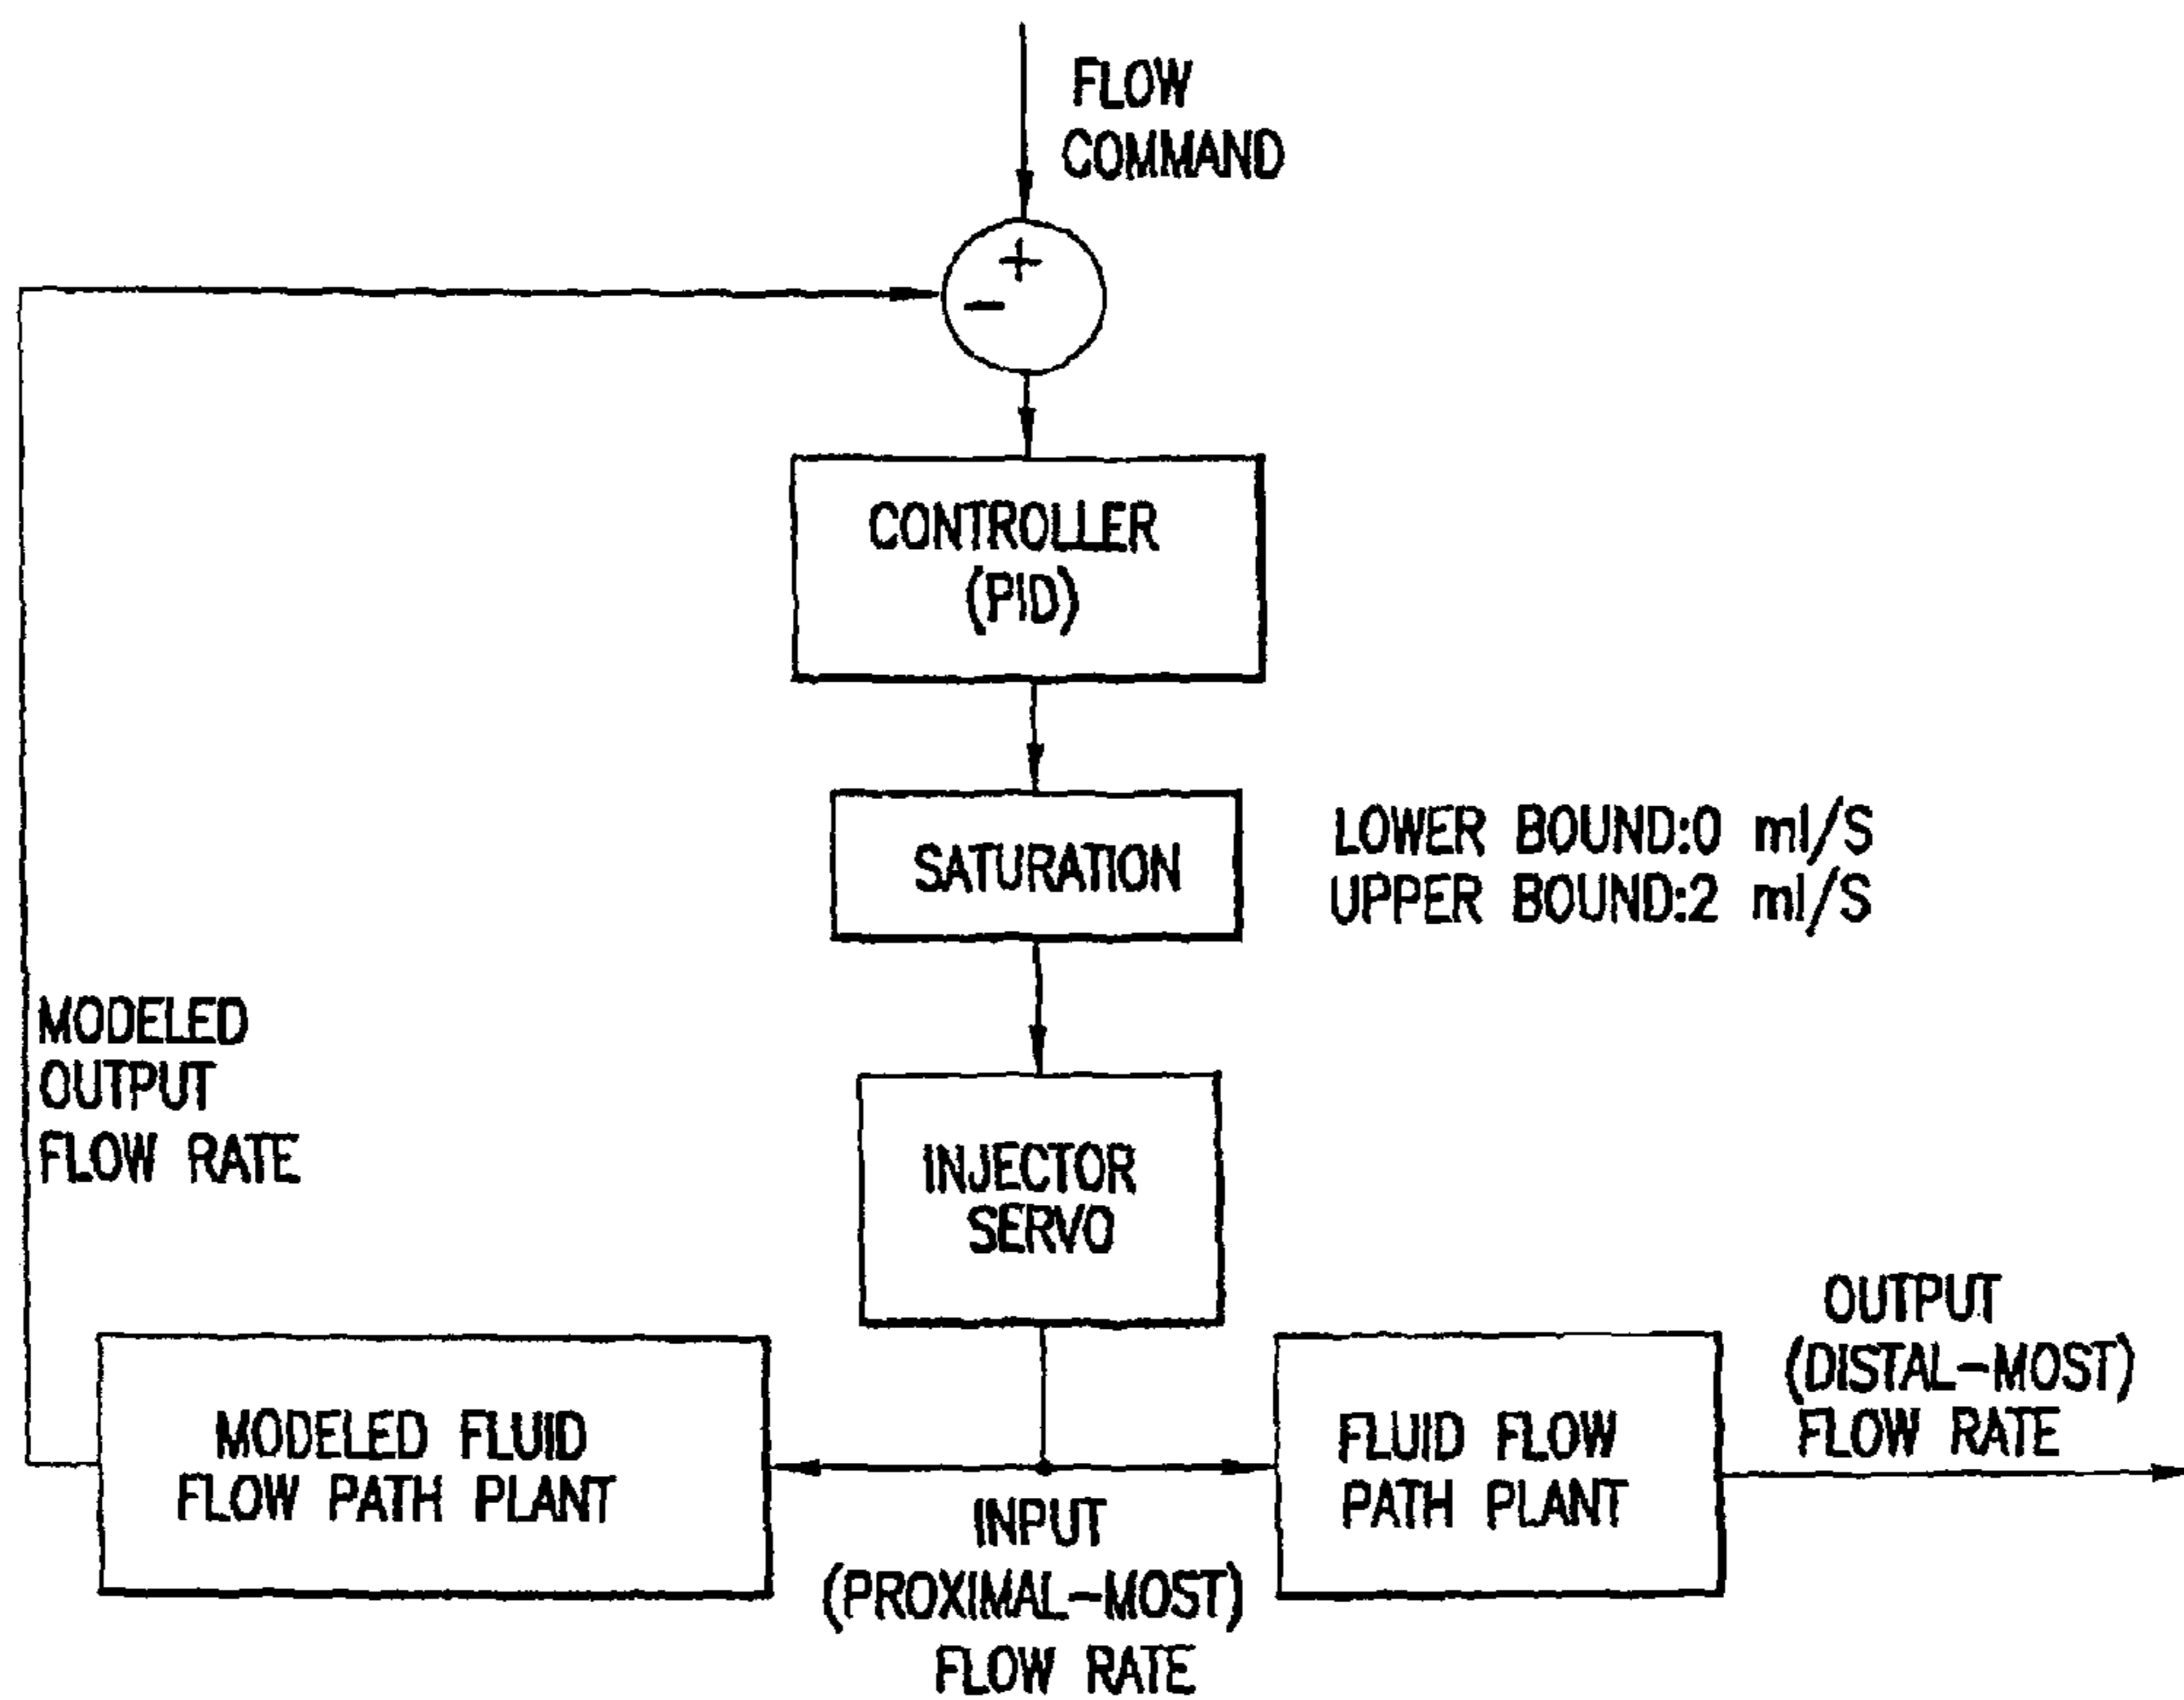 FLOW
COMMAND
+
−
CONTROLLER
(PID)
SATURATION
LOWER BOUND:0 ml/S
UPPER BOUND:2 ml/S
MODELED
OUTPUT
FLOW RATE
INJECTOR
SERVO
OUTPUT
(DISTAL-MOST)
FLOW RATE
MODELED FLUID
FLOW PATH PLANT
FLUID FLOW
PATH PLANT
INPUT
(PROXIMAL-MOST)
FLOW RATE